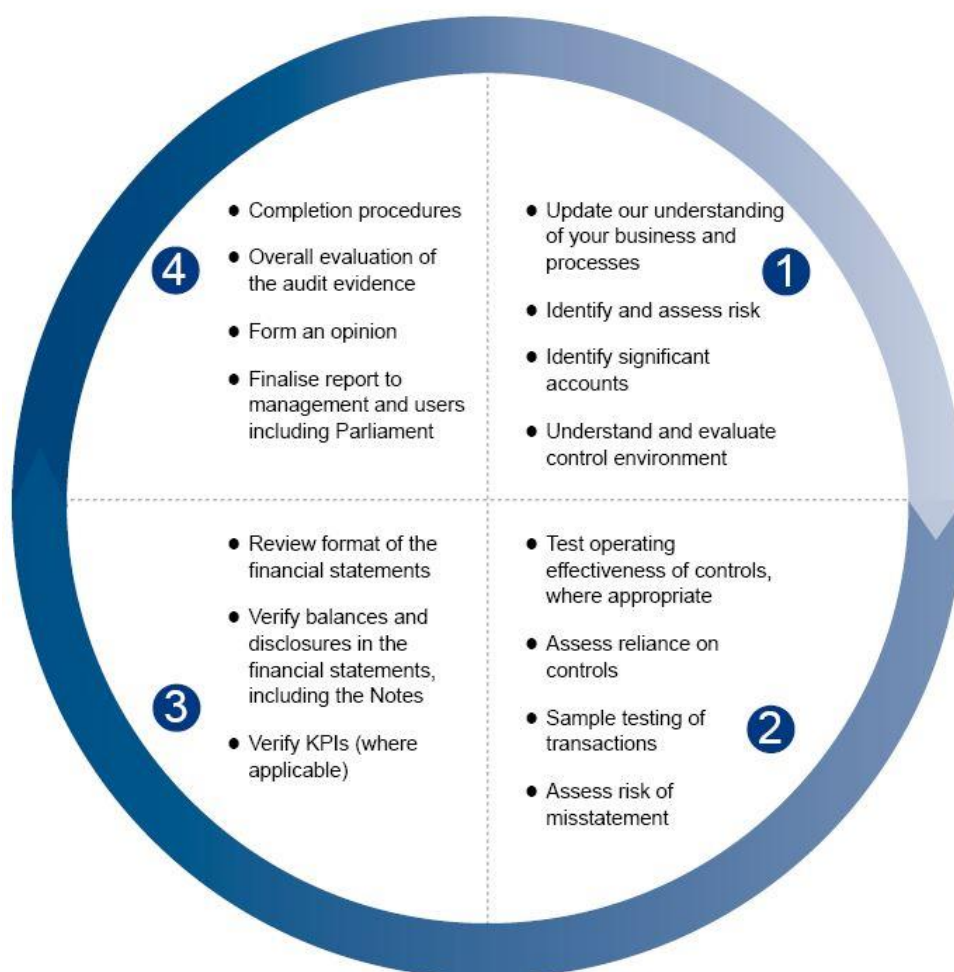 1
● Update our understanding
of your business and
processes
● Identify and assess risk
● Identify significant
accounts
● Understand and evaluate
control environment
2
● Test operating
effectiveness of controls,
where appropriate
● Assess reliance on
controls
● Sample testing of
transactions
● Assess risk of
misstatement
3
● Review format of the
financial statements
● Verify balances and
disclosures in the
financial statements,
including the Notes
● Verify KPIs (where
applicable)
4
● Completion procedures
● Overall evaluation of
the audit evidence
● Form an opinion
● Finalise report to
management and users
including Parliament